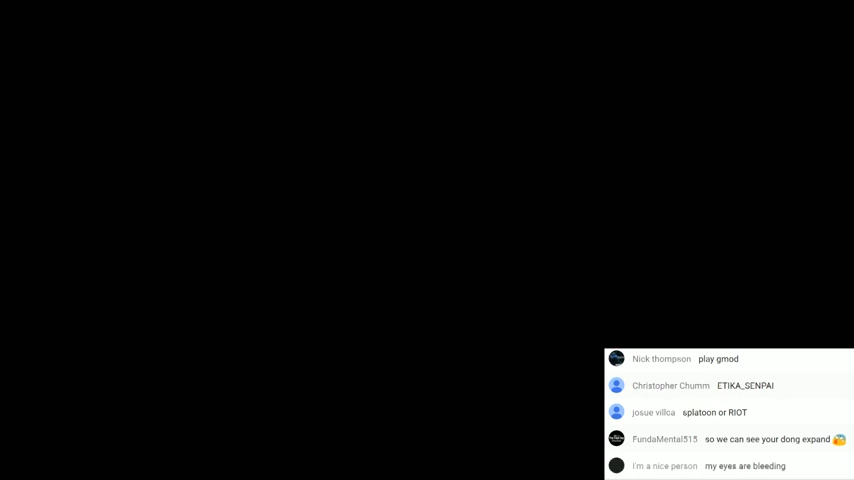 Nick thompson play gmod
Christopher Chumm ETIKA_SENPAI
josue villca splatoon or RIOT
FundaMental515 so we can see your dong expand
I'm a nice person my eyes are bleeding